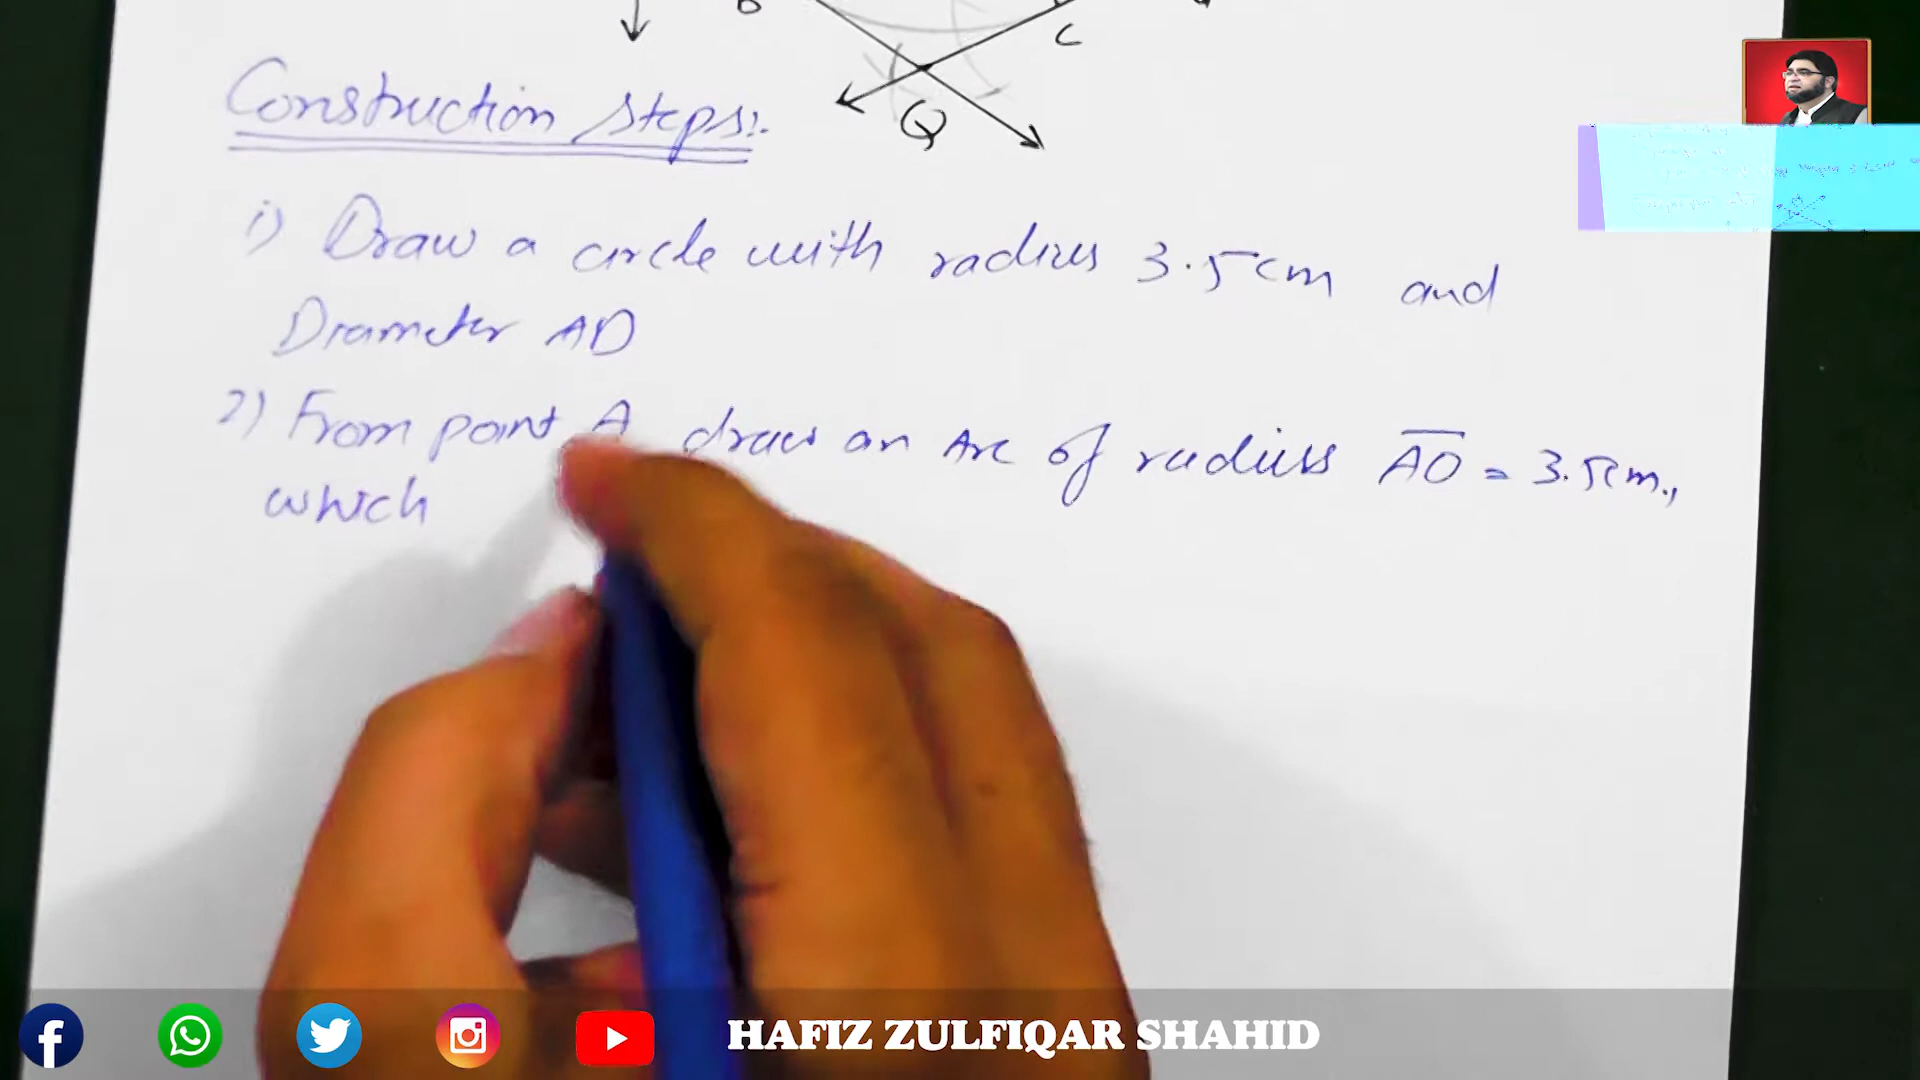 C
Q
Construction Steps:
1) Draw a circle with radius 3.5cm and
Diameter AD
2) From point A draw an Arc of radius AO = 3.5cm.,
which
HAFIZ ZULFIQAR SHAHID